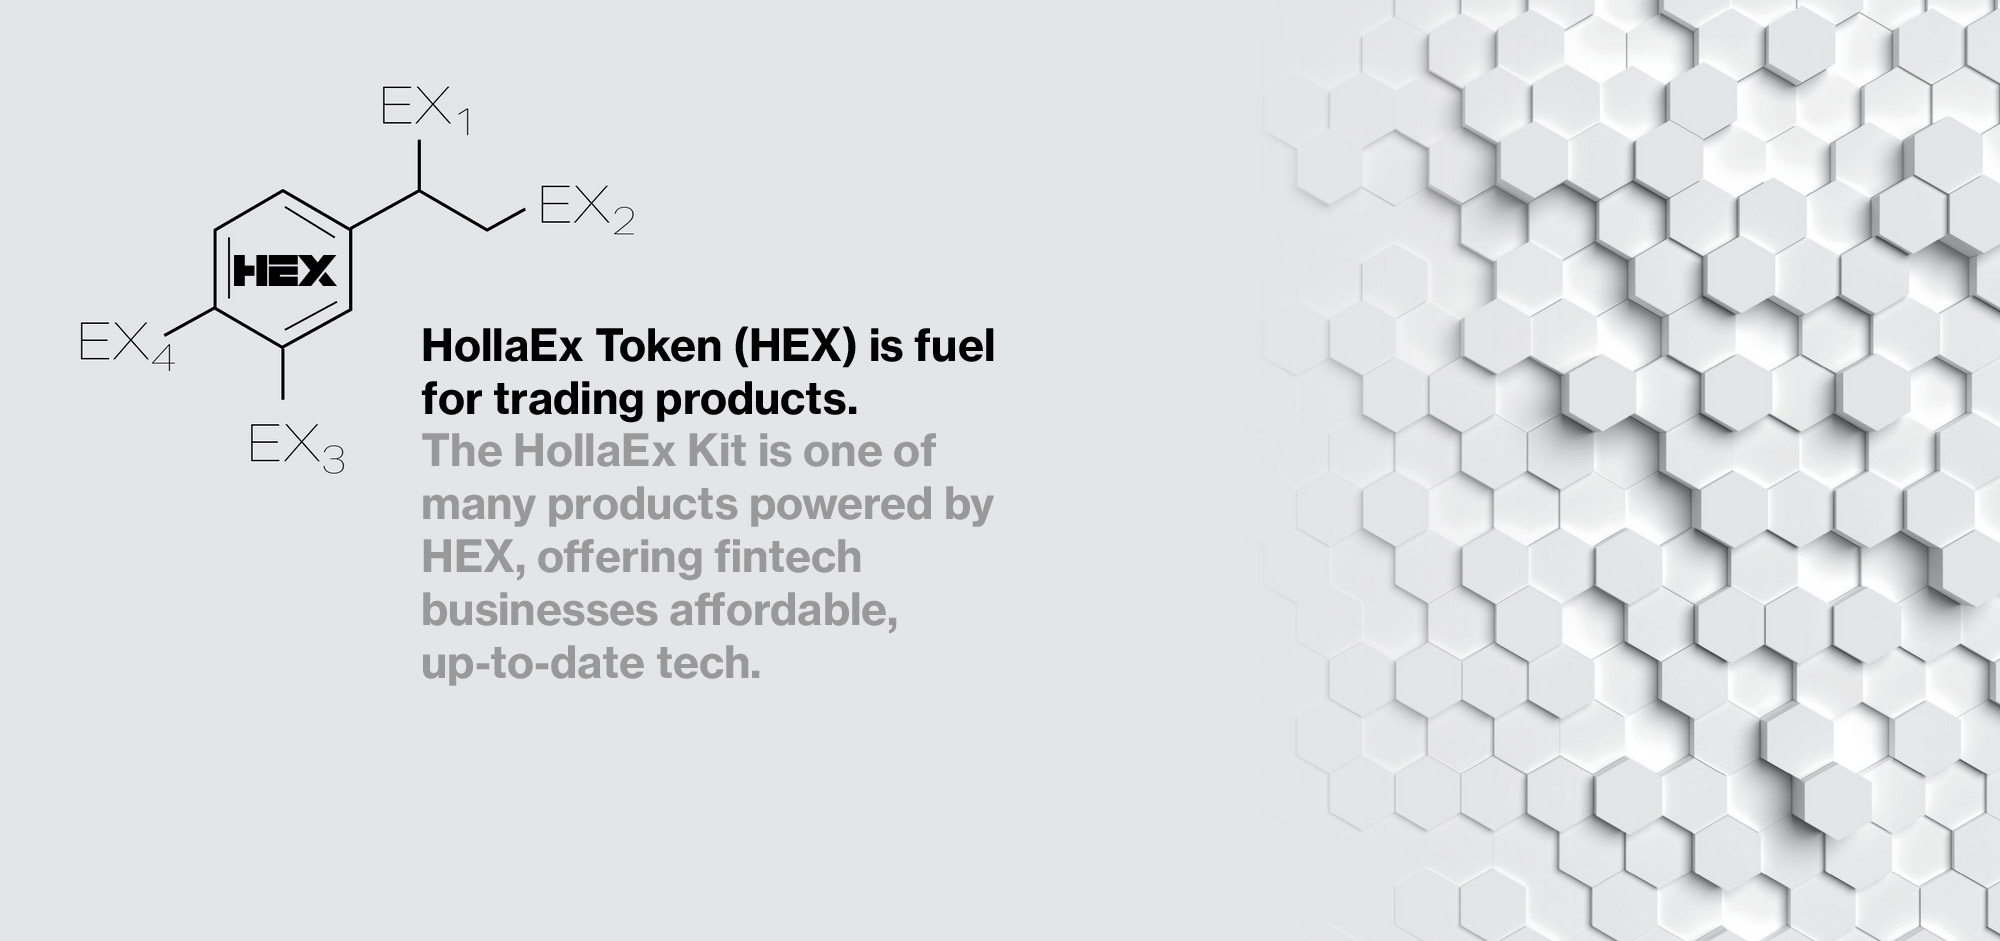 EX1
EX2
HEX
EX4
EX3
HollaEx Token (HEX) is fuel
for trading products.
The HollaEx Kit is one of
many products powered by
HEX, offering fintech
businesses affordable,
up-to-date tech.